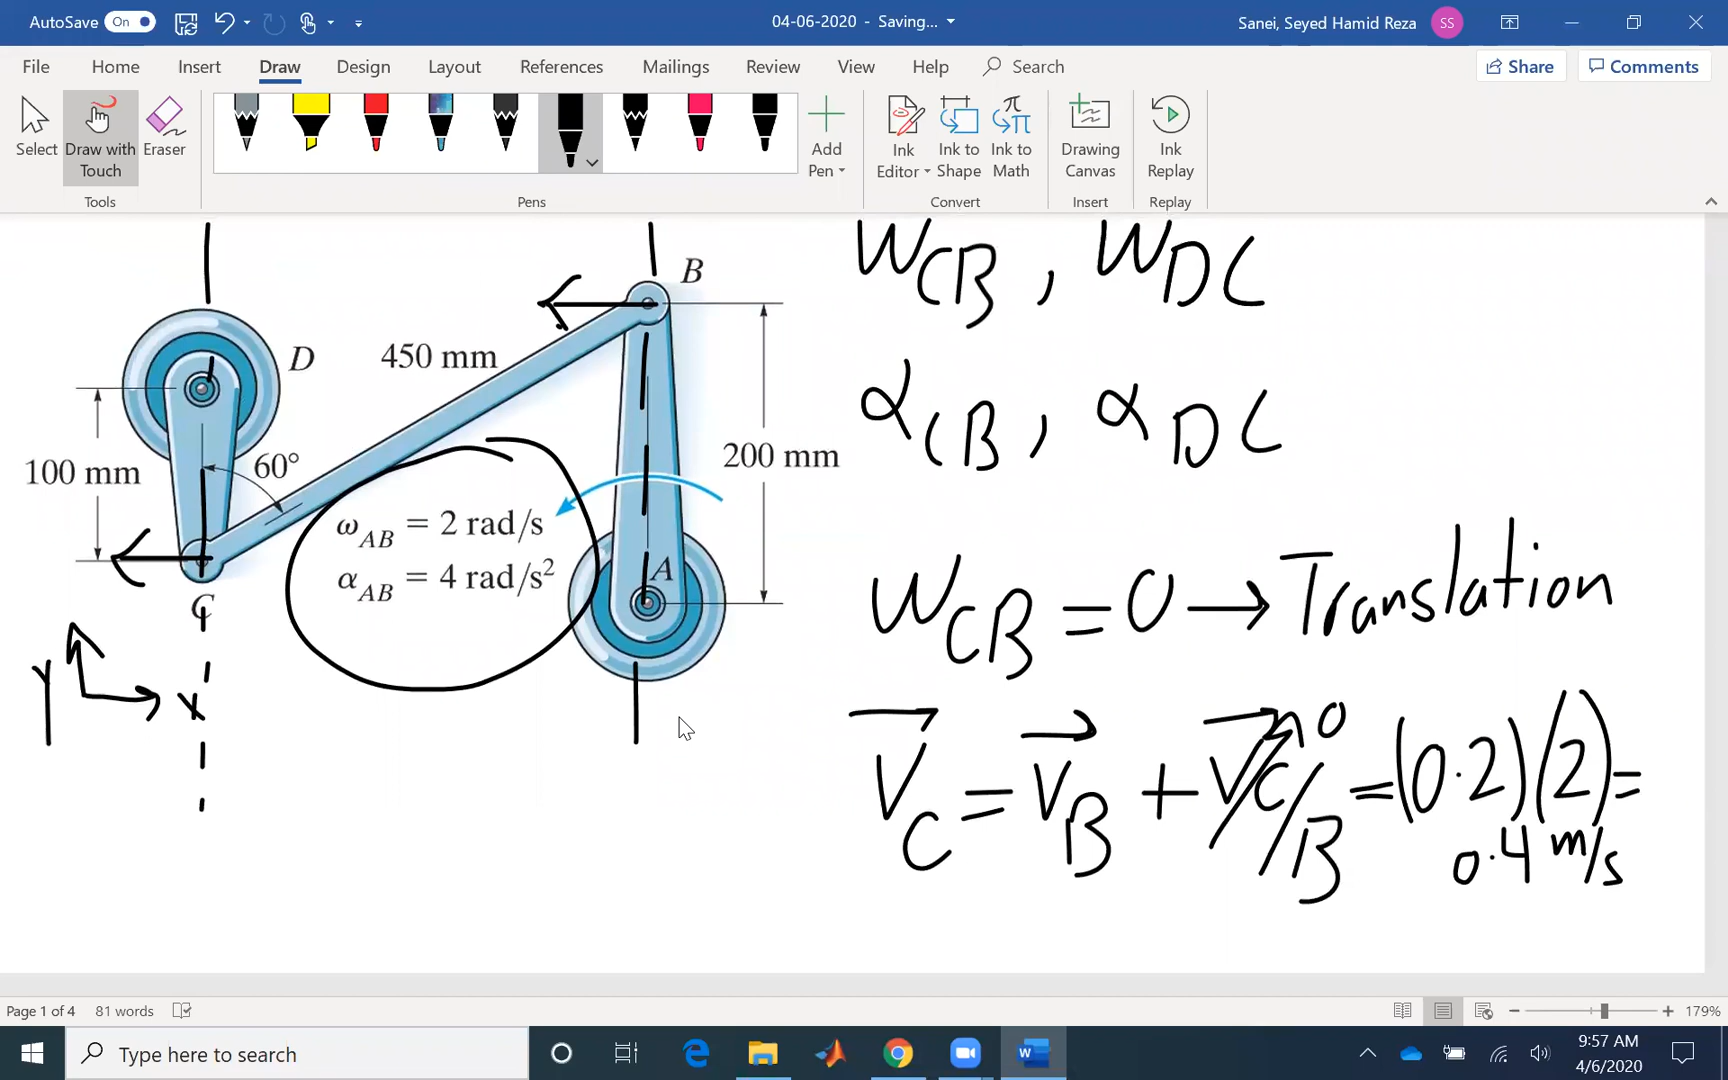 AutoSave On 04-06-2020 - Saving... Sanei, Seyed Hamid Reza SS
File Home Insert Draw Design Layout References Mailings Review View Help Search Share Comments
Select Draw with Touch Eraser Add Pen Ink Editor Ink to Shape Ink to Math Drawing Canvas Ink Replay
Tools Pens Convert Insert Replay
B
D
450 mm
100 mm
60°
200 mm
ω_AB = 2 rad/s
α_AB = 4 rad/s²
A
C
Y
x
W_CB , W_DC
α_CB , α_DC
W_CB = 0 → Translation
V_C = V_B + V_C/B 0 = (0.2)(2) =
0.4 m/s
Page 1 of 4 81 words 179%
Type here to search
9:57 AM
4/6/2020